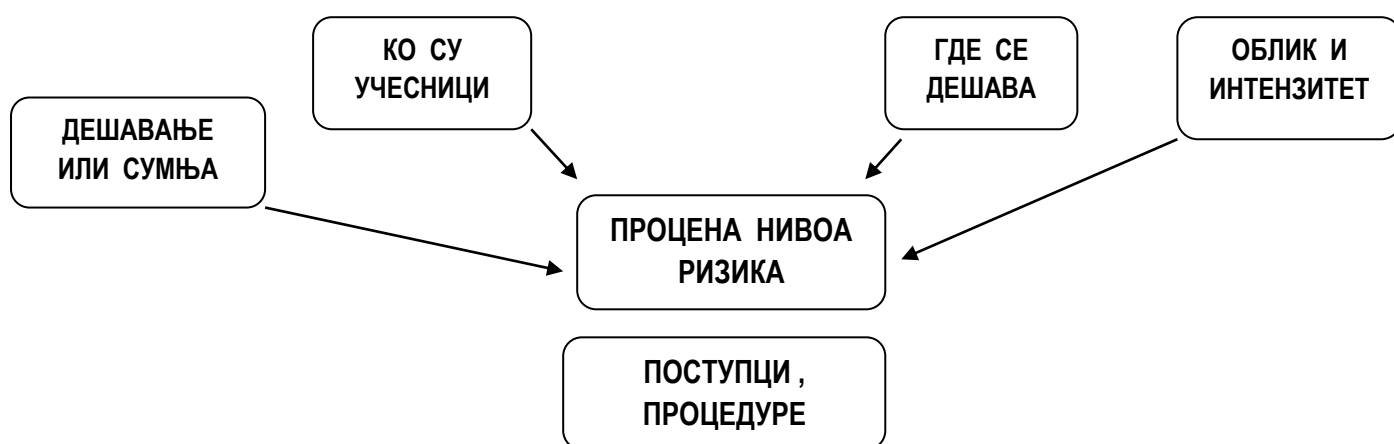 КО СУ
УЧЕСНИЦИ
ГДЕ СЕ
ДЕШАВА
ОБЛИК И
ИНТЕНЗИТЕТ
ДЕШАВАЊЕ
ИЛИ СУМЊА
ПРОЦЕНА НИВОА
РИЗИКА
ПОСТУПЦИ ,
ПРОЦЕДУРЕ